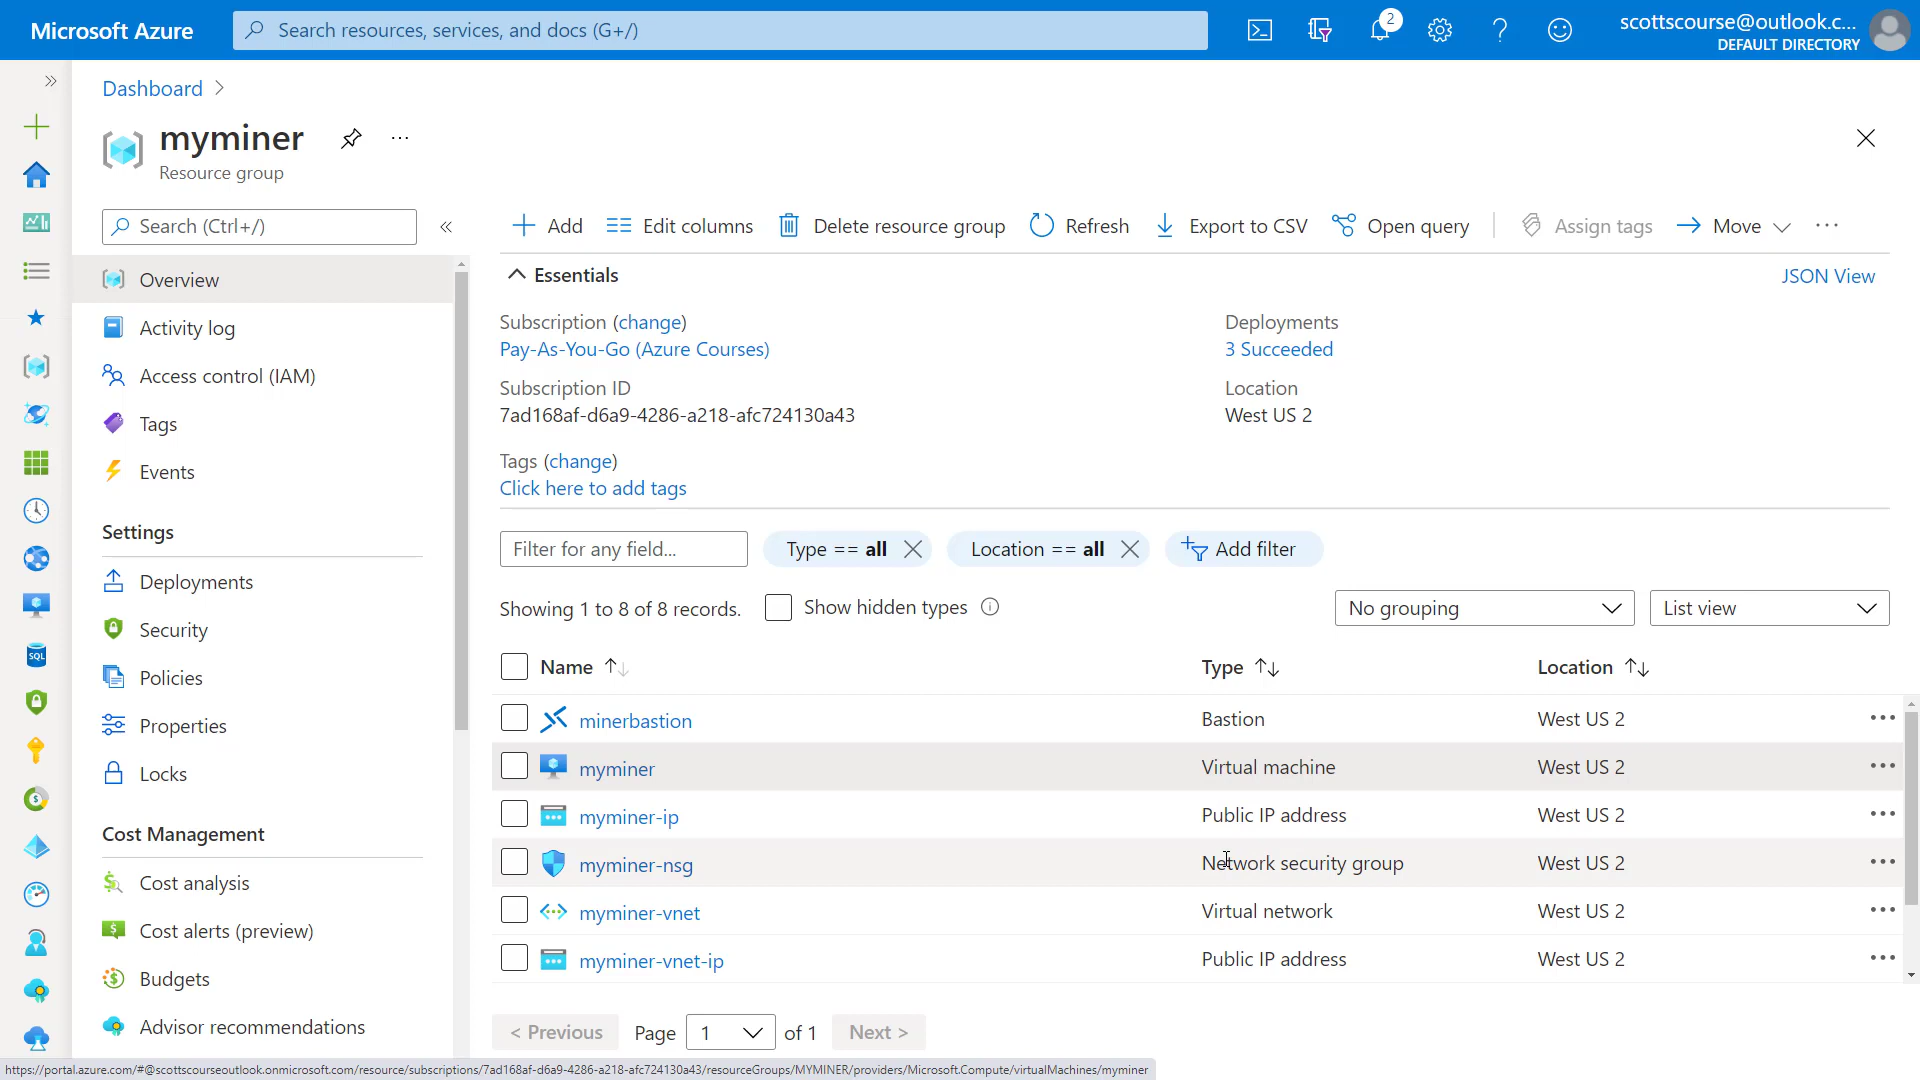 Microsoft Azure
Search resources, services, and docs (G+/)
2
scottscourse@outlook.c...
DEFAULT DIRECTORY
Dashboard
myminer
Resource group
Search (Ctrl+/)
Add
Edit columns
Delete resource group
Refresh
Export to CSV
Open query
Assign tags
Move
Overview
Activity log
Access control (IAM)
Tags
Events
Settings
Deployments
Security
Policies
Properties
Locks
Cost Management
Cost analysis
Cost alerts (preview)
Budgets
Advisor recommendations
Essentials
JSON View
Subscription (change)
Pay-As-You-Go (Azure Courses)
Subscription ID
7ad168af-d6a9-4286-a218-afc724130a43
Tags (change)
Click here to add tags
Deployments
3 Succeeded
Location
West US 2
Filter for any field...
Type == all
Location == all
Add filter
Showing 1 to 8 of 8 records.
Show hidden types
No grouping
List view
Name Type Location
minerbastion Bastion West US 2
myminer Virtual machine West US 2
myminer-ip Public IP address West US 2
myminer-nsg Network security group West US 2
myminer-vnet Virtual network West US 2
myminer-vnet-ip Public IP address West US 2
< Previous Page 1 of 1 Next >
SQL
https://portal.azure.com/#@scottscourseoutlook.onmicrosoft.com/resource/subscriptions/7ad168af-d6a9-4286-a218-afc724130a43/resourceGroups/MYMINER/providers/Microsoft.Compute/virtualMachines/myminer